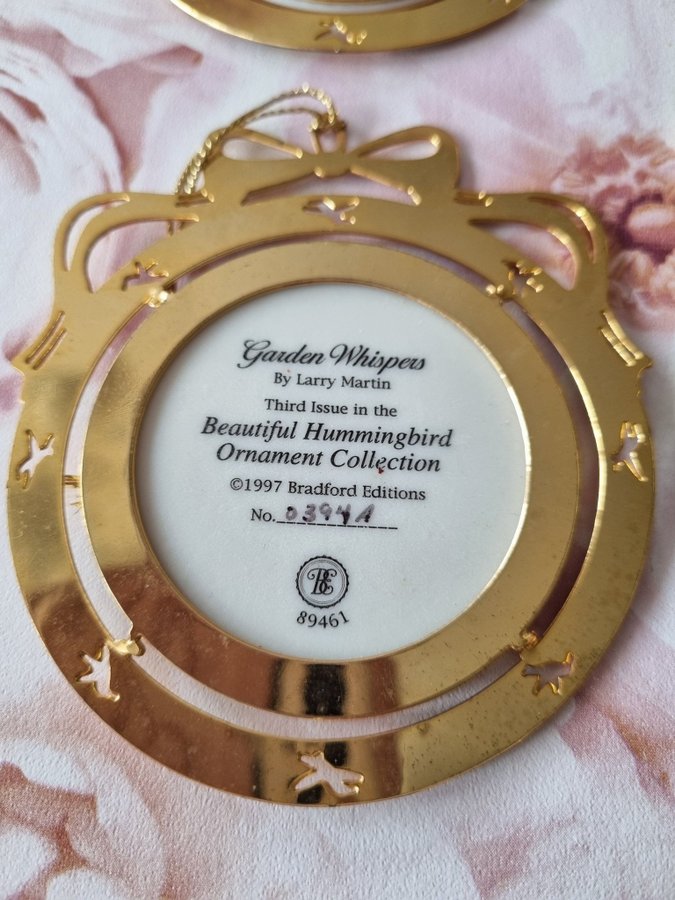 Garden Whispers
By Larry Martin
Third Issue in the
Beautiful Hummingbird
Ornament Collection
©1997 Bradford Editions
No. 0394A
BE
89461